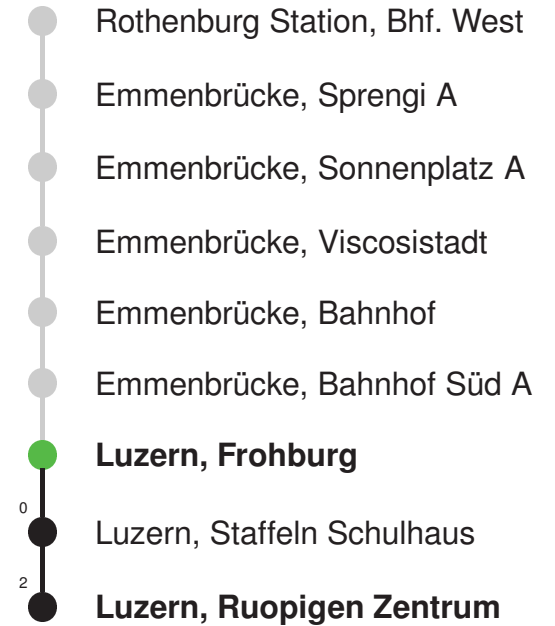 Rothenburg Station, Bhf. West
Emmenbrücke, Sprengi A
Emmenbrücke, Sonnenplatz A
Emmenbrücke, Viscosistadt
Emmenbrücke, Bahnhof
Emmenbrücke, Bahnhof Süd A
Luzern, Frohburg
0
Luzern, Staffeln Schulhaus
2
Luzern, Ruopigen Zentrum